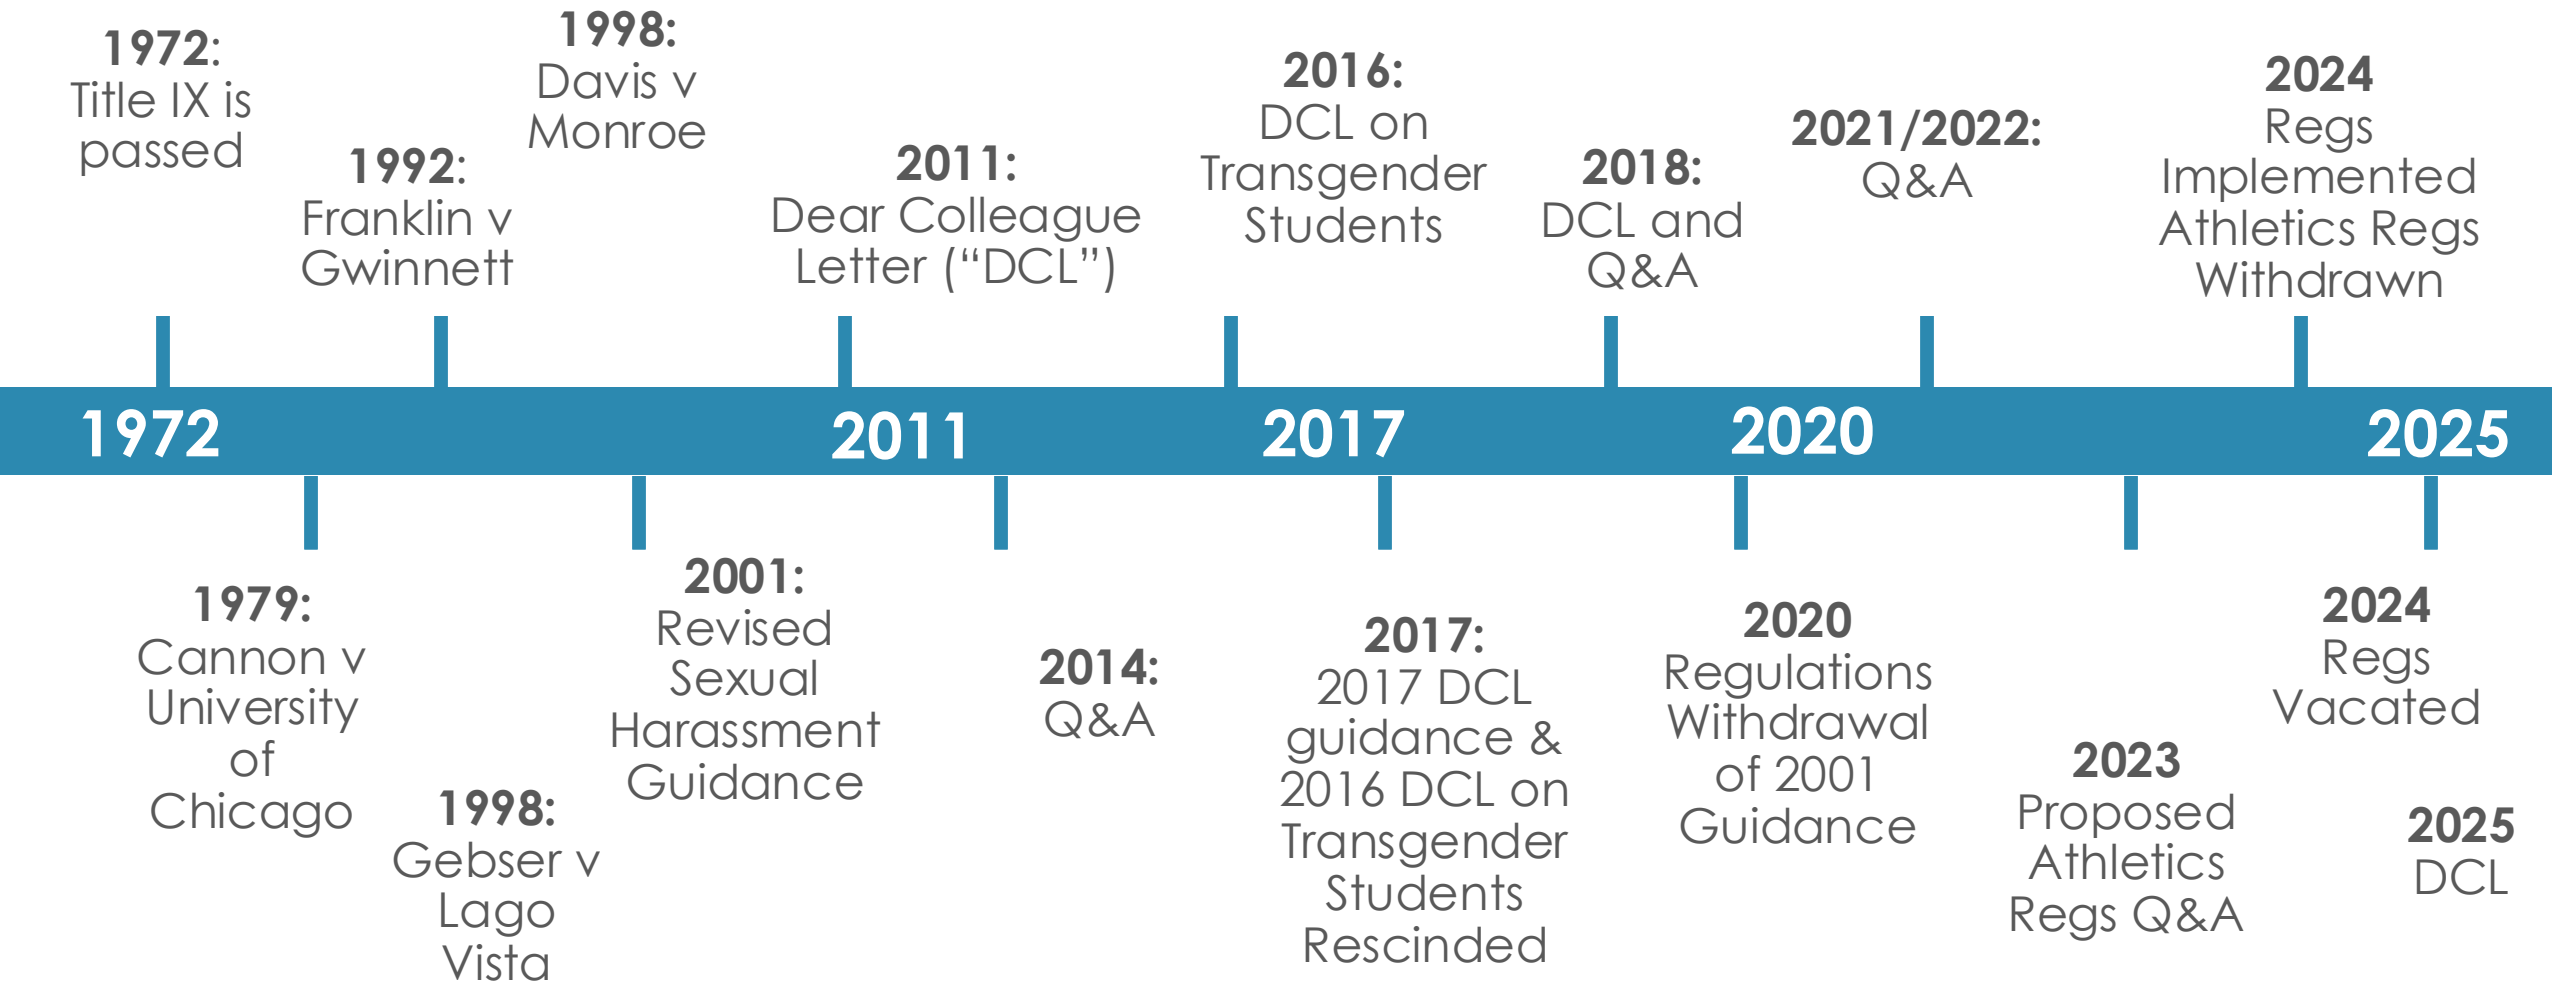 1972:
Title IX is
passed
1992:
Franklin v
Gwinnett
1998:
Davis v
Monroe
2011:
Dear Colleague
Letter (“DCL”)
2016:
DCL on
Transgender
Students
2018:
DCL and
Q&A
2021/2022:
Q&A
2024
Regs
Implemented
Athletics Regs
Withdrawn
1972
2011
2017
2020
2025
1979:
Cannon v
University
of
Chicago
1998:
Gebser v
Lago
Vista
2001:
Revised
Sexual
Harassment
Guidance
2014:
Q&A
2017:
2017 DCL
guidance &
2016 DCL on
Transgender
Students
Rescinded
2020
Regulations
Withdrawal
of 2001
Guidance
2023
Proposed
Athletics
Regs Q&A
2024
Regs
Vacated
2025
DCL